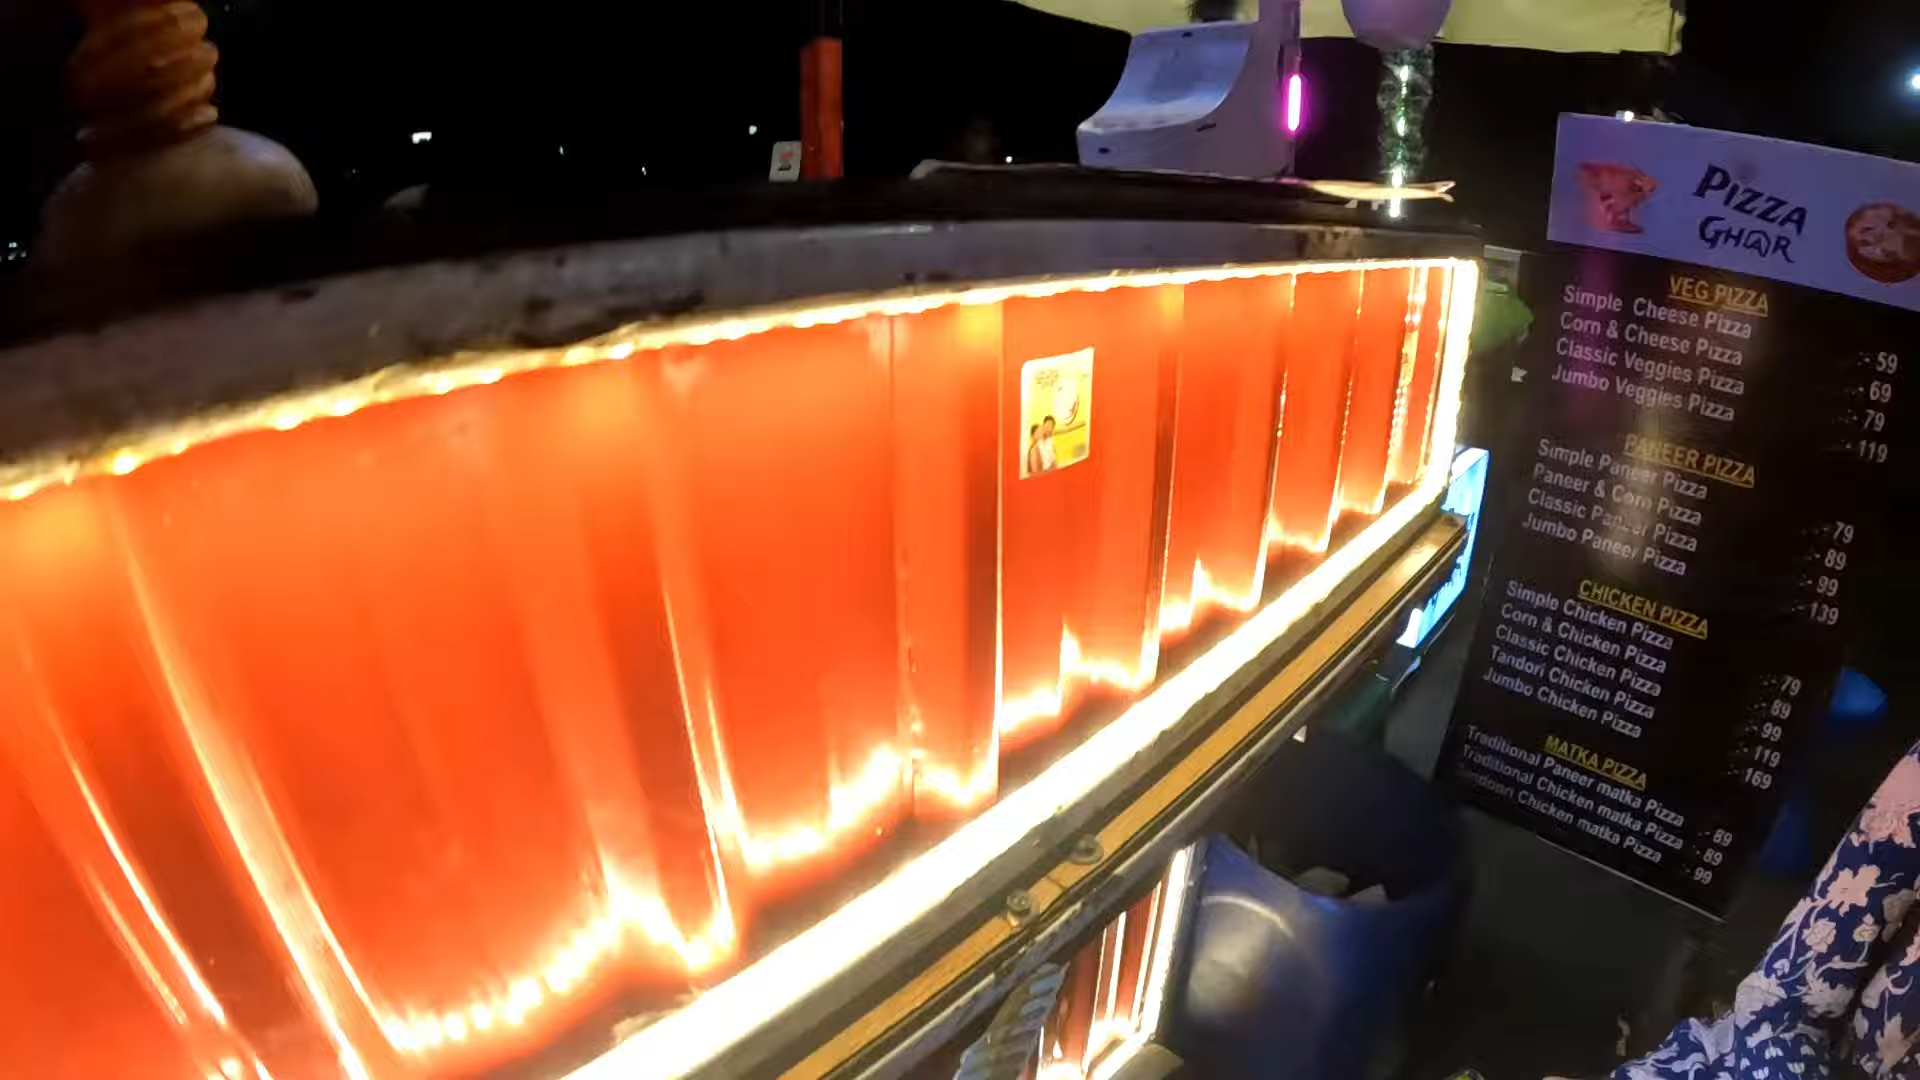 PIZZA
GH@R
VEG PIZZA
Simple Cheese Pizza :- 59
Corn & Cheese Pizza :- 69
Classic Veggies Pizza :- 79
Jumbo Veggies Pizza :- 119
PANEER PIZZA
Simple Paneer Pizza :- 79
Paneer & Corn Pizza :- 89
Classic Paneer Pizza :- 99
Jumbo Paneer Pizza :- 139
CHICKEN PIZZA
Simple Chicken Pizza :- 79
Corn & Chicken Pizza :- 89
Classic Chicken Pizza :- 99
Tandori Chicken Pizza :- 119
Jumbo Chicken Pizza :- 169
MATKA PIZZA
Traditional Paneer matka Pizza :- 89
Traditional Chicken matka Pizza :- 89
Chicken matka Pizza :- 99